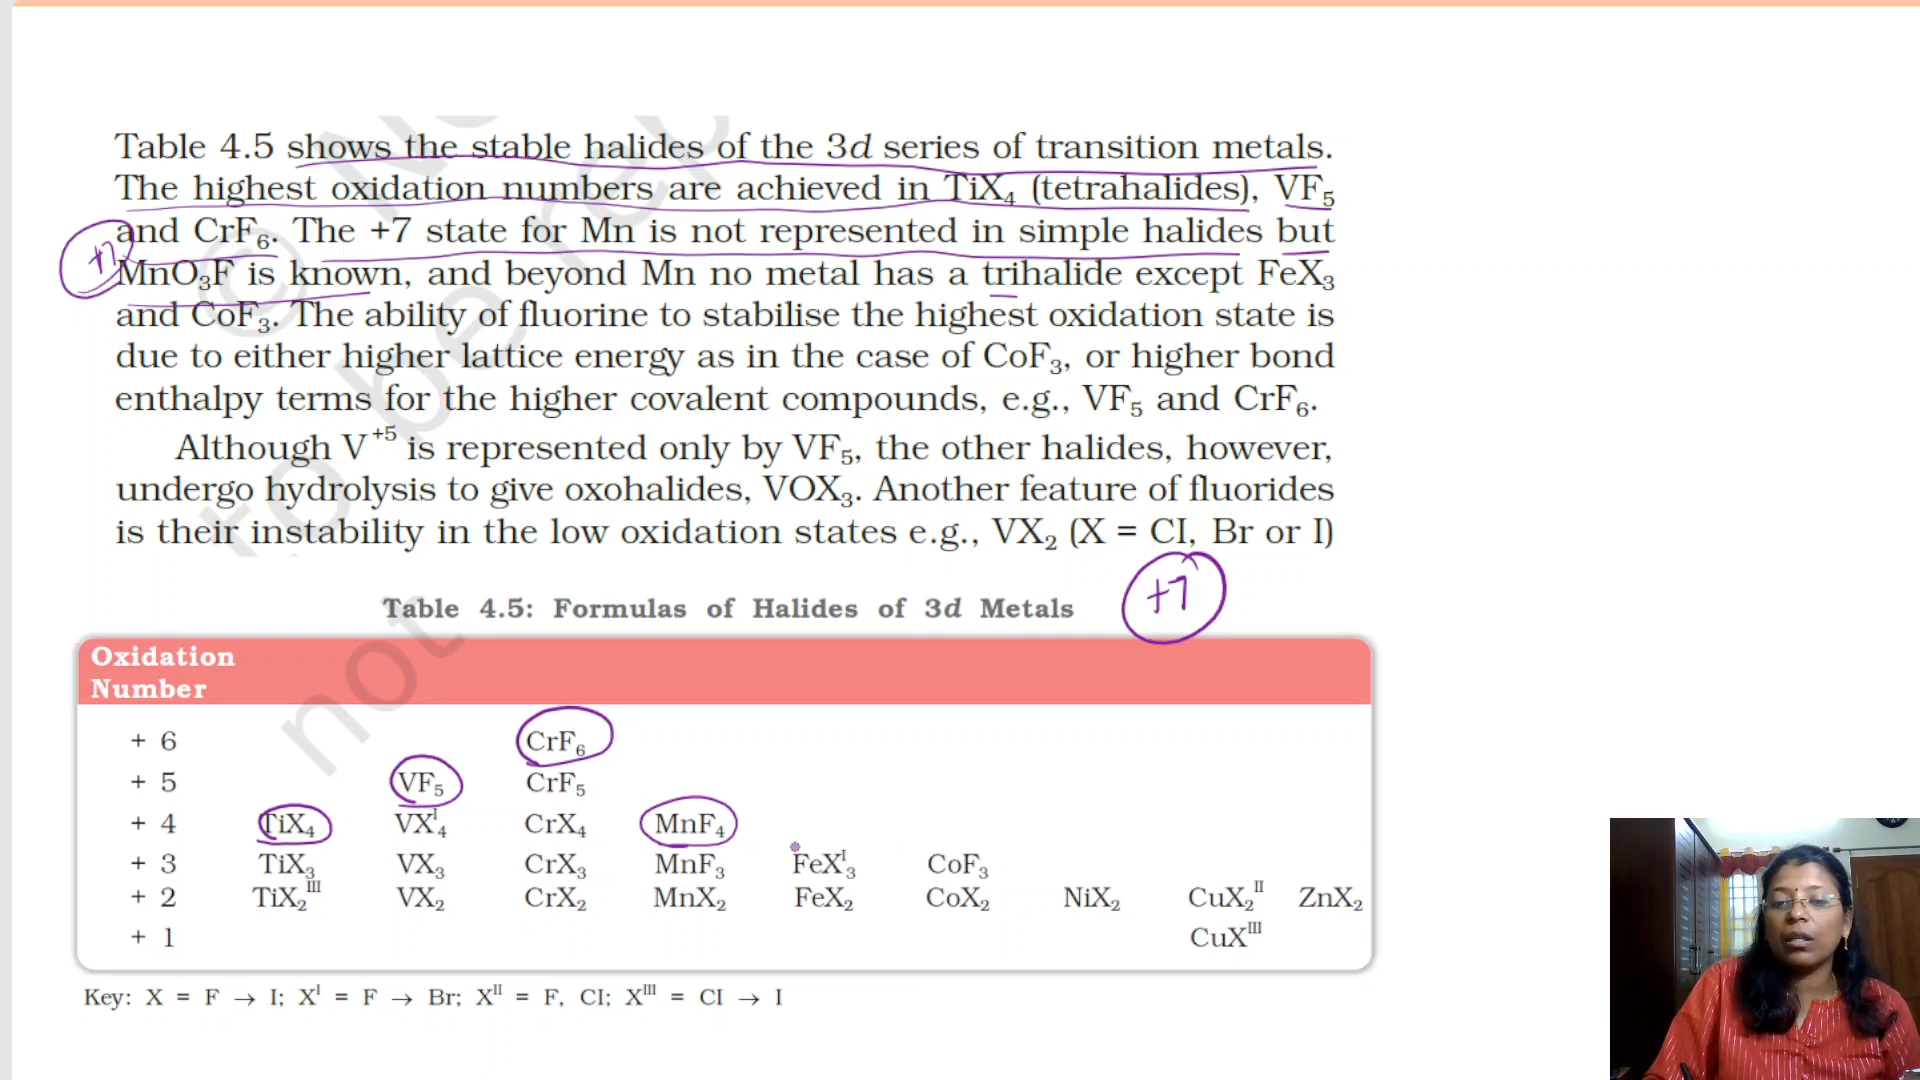 Table 4.5 shows the stable halides of the 3d series of transition metals.
The highest oxidation numbers are achieved in TiX₄ (tetrahalides), VF₅
and CrF₆. The +7 state for Mn is not represented in simple halides but
+7
MnO₃F is known, and beyond Mn no metal has a trihalide except FeX₃
and CoF₃. The ability of fluorine to stabilise the highest oxidation state is
due to either higher lattice energy as in the case of CoF₃, or higher bond
enthalpy terms for the higher covalent compounds, e.g., VF₅ and CrF₆.
Although V⁺⁵ is represented only by VF₅, the other halides, however,
undergo hydrolysis to give oxohalides, VOX₃. Another feature of fluorides
is their instability in the low oxidation states e.g., VX₂ (X = CI, Br or I)
+7
Table 4.5: Formulas of Halides of 3d Metals
Oxidation
Number
+ 6 CrF₆
+ 5 VF₅ CrF₅
+ 4 TiX₄ VXᴵ₄ CrX₄ MnF₄
+ 3 TiX₃ VX₃ CrX₃ MnF₃ FeXᴵ₃ CoF₃
+ 2 TiX₂ᴵᴵᴵ VX₂ CrX₂ MnX₂ FeX₂ CoX₂ NiX₂ CuX₂ᴵᴵ ZnX₂
+ 1 CuXᴵᴵᴵ
Key: X = F → I; Xᴵ = F → Br; Xᴵᴵ = F, CI; Xᴵᴵᴵ = CI → I
©
not to be rep